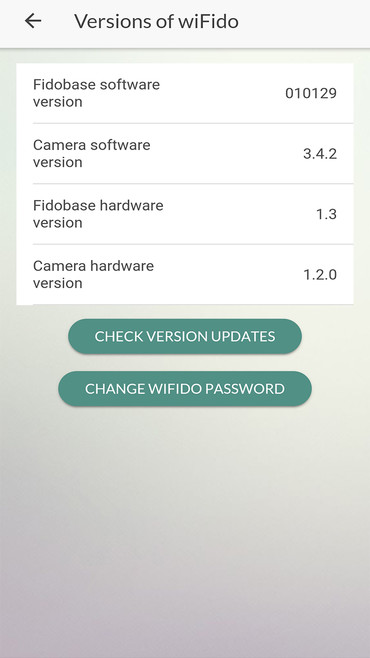 Versions of wiFido
Fidobase software
version
010129
Camera software
version
3.4.2
Fidobase hardware
version
1.3
Camera hardware
version
1.2.0
CHECK VERSION UPDATES
CHANGE WIFIDO PASSWORD